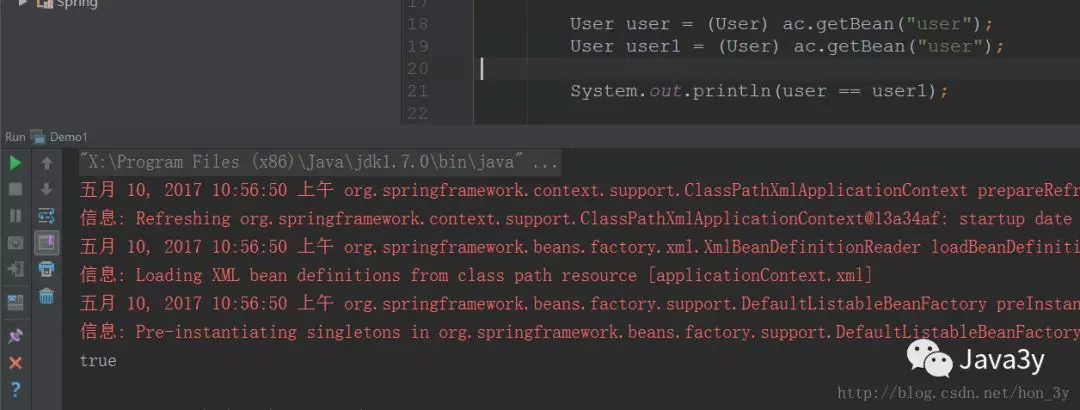 Spring
17
18 User user = (User) ac.getBean("user");
19 User user1 = (User) ac.getBean("user");
20
21 System.out.println(user == user1);
22
Run Demo1
"X:\Program Files (x86)\Java\jdk1.7.0\bin\java" ...
五月 10, 2017 10:56:50 上午 org.springframework.context.support.ClassPathXmlApplicationContext prepareRefr
信息: Refreshing org.springframework.context.support.ClassPathXmlApplicationContext@13a34af: startup date
五月 10, 2017 10:56:50 上午 org.springframework.beans.factory.xml.XmlBeanDefinitionReader loadBeanDefiniti
信息: Loading XML bean definitions from class path resource [applicationContext.xml]
五月 10, 2017 10:56:50 上午 org.springframework.beans.factory.support.DefaultListableBeanFactory preInstan
信息: Pre-instantiating singletons in org.springframework.beans.factory.support.DefaultListableBeanFactory
true
Java3y
http://blog.csdn.net/hon_3y